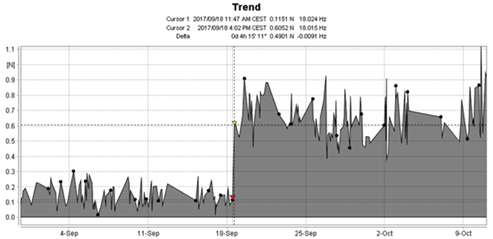 Trend
Cursor 1 2017/09/18 11:47 AM CEST 0.1151 N 18.024 Hz
Cursor 2 2017/09/18 4:02 PM CEST 0.6052 N 18.015 Hz
Delta 0d 4h 15' 11" 0.4901 N -0.0091 Hz
1.1
[N]
0.9
0.8
0.7
0.6
0.5
0.4
0.3
0.2
0.1
0.0
4-Sep 11-Sep 18-Sep 25-Sep 2-Oct 9-Oct